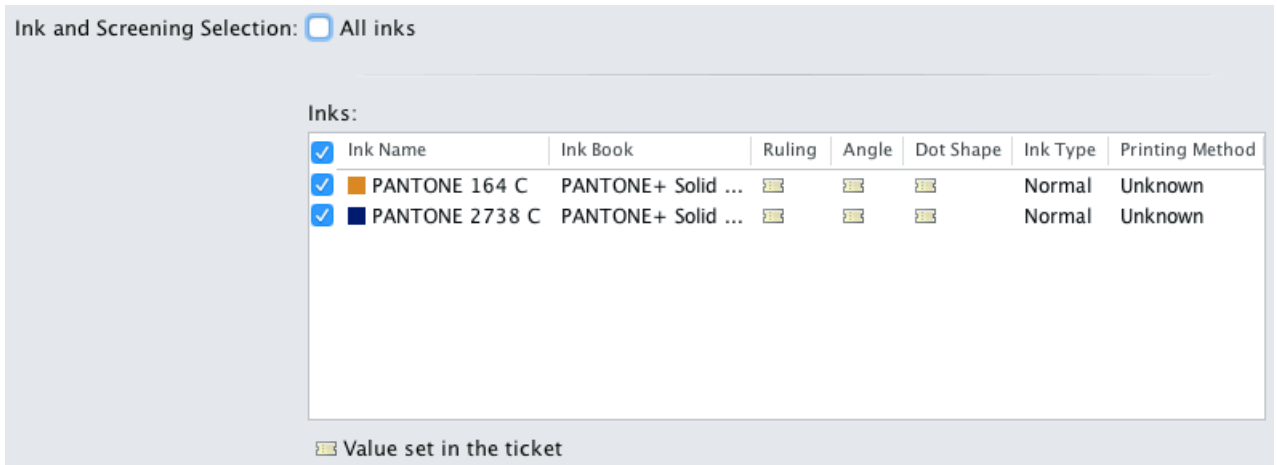 Ink and Screening Selection: All inks
Inks:
Ink Name Ink Book Ruling Angle Dot Shape Ink Type Printing Method
PANTONE 164 C PANTONE+ Solid ... Normal Unknown
PANTONE 2738 C PANTONE+ Solid ... Normal Unknown
Value set in the ticket